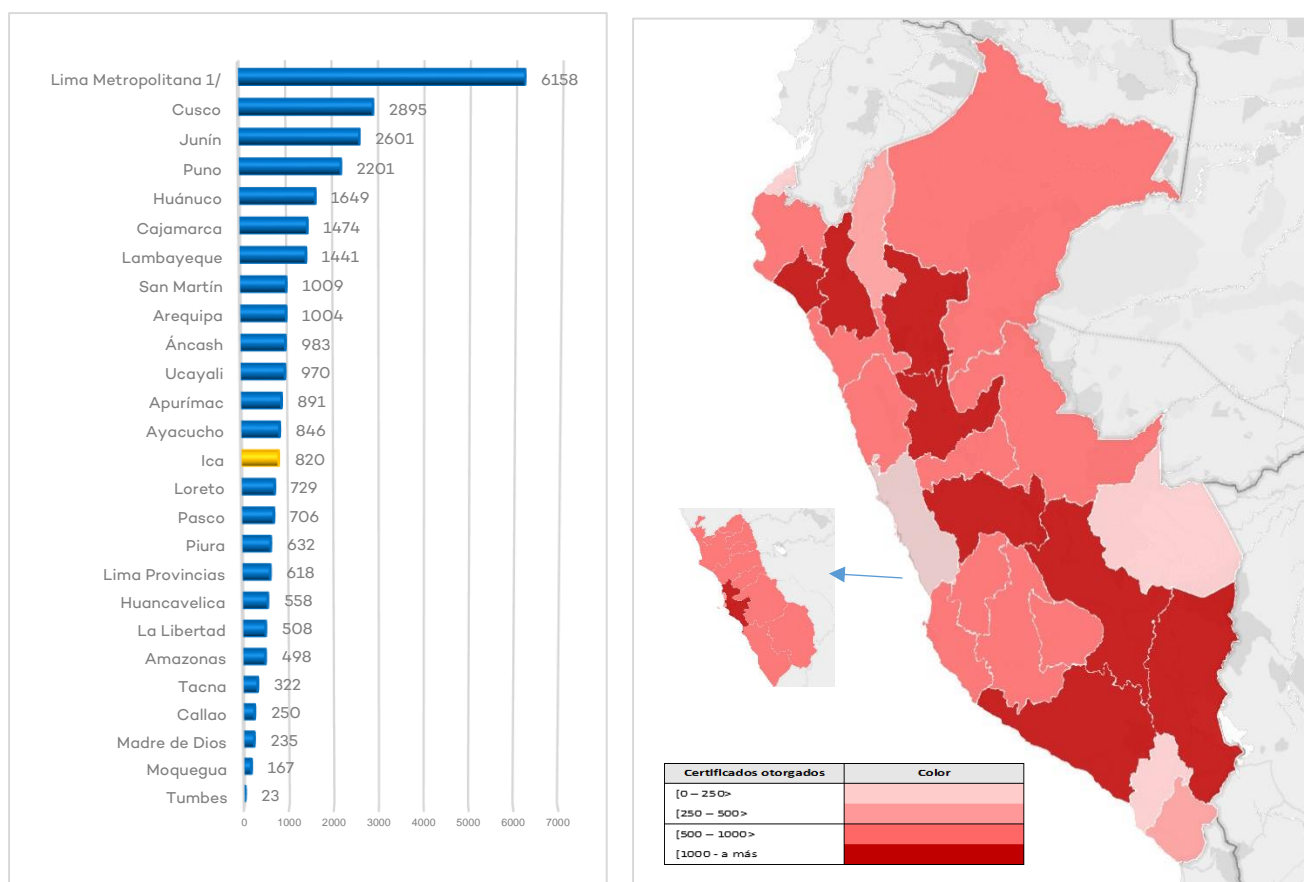 Lima Metropolitana 1/ 6158
Cusco 2895
Junín 2601
Puno 2201
Huánuco 1649
Cajamarca 1474
Lambayeque 1441
San Martín 1009
Arequipa 1004
Áncash 983
Ucayali 970
Apurímac 891
Ayacucho 846
Ica 820
Loreto 729
Pasco 706
Piura 632
Lima Provincias 618
Huancavelica 558
La Libertad 508
Amazonas 498
Tacna 322
Callao 250
Madre de Dios 235
Moquegua 167
Tumbes 23
0 1000 2000 3000 4000 5000 6000 7000
Certificados otorgados Color
[0 – 250>
[250 – 500>
[500 – 1000>
[1000 - a más